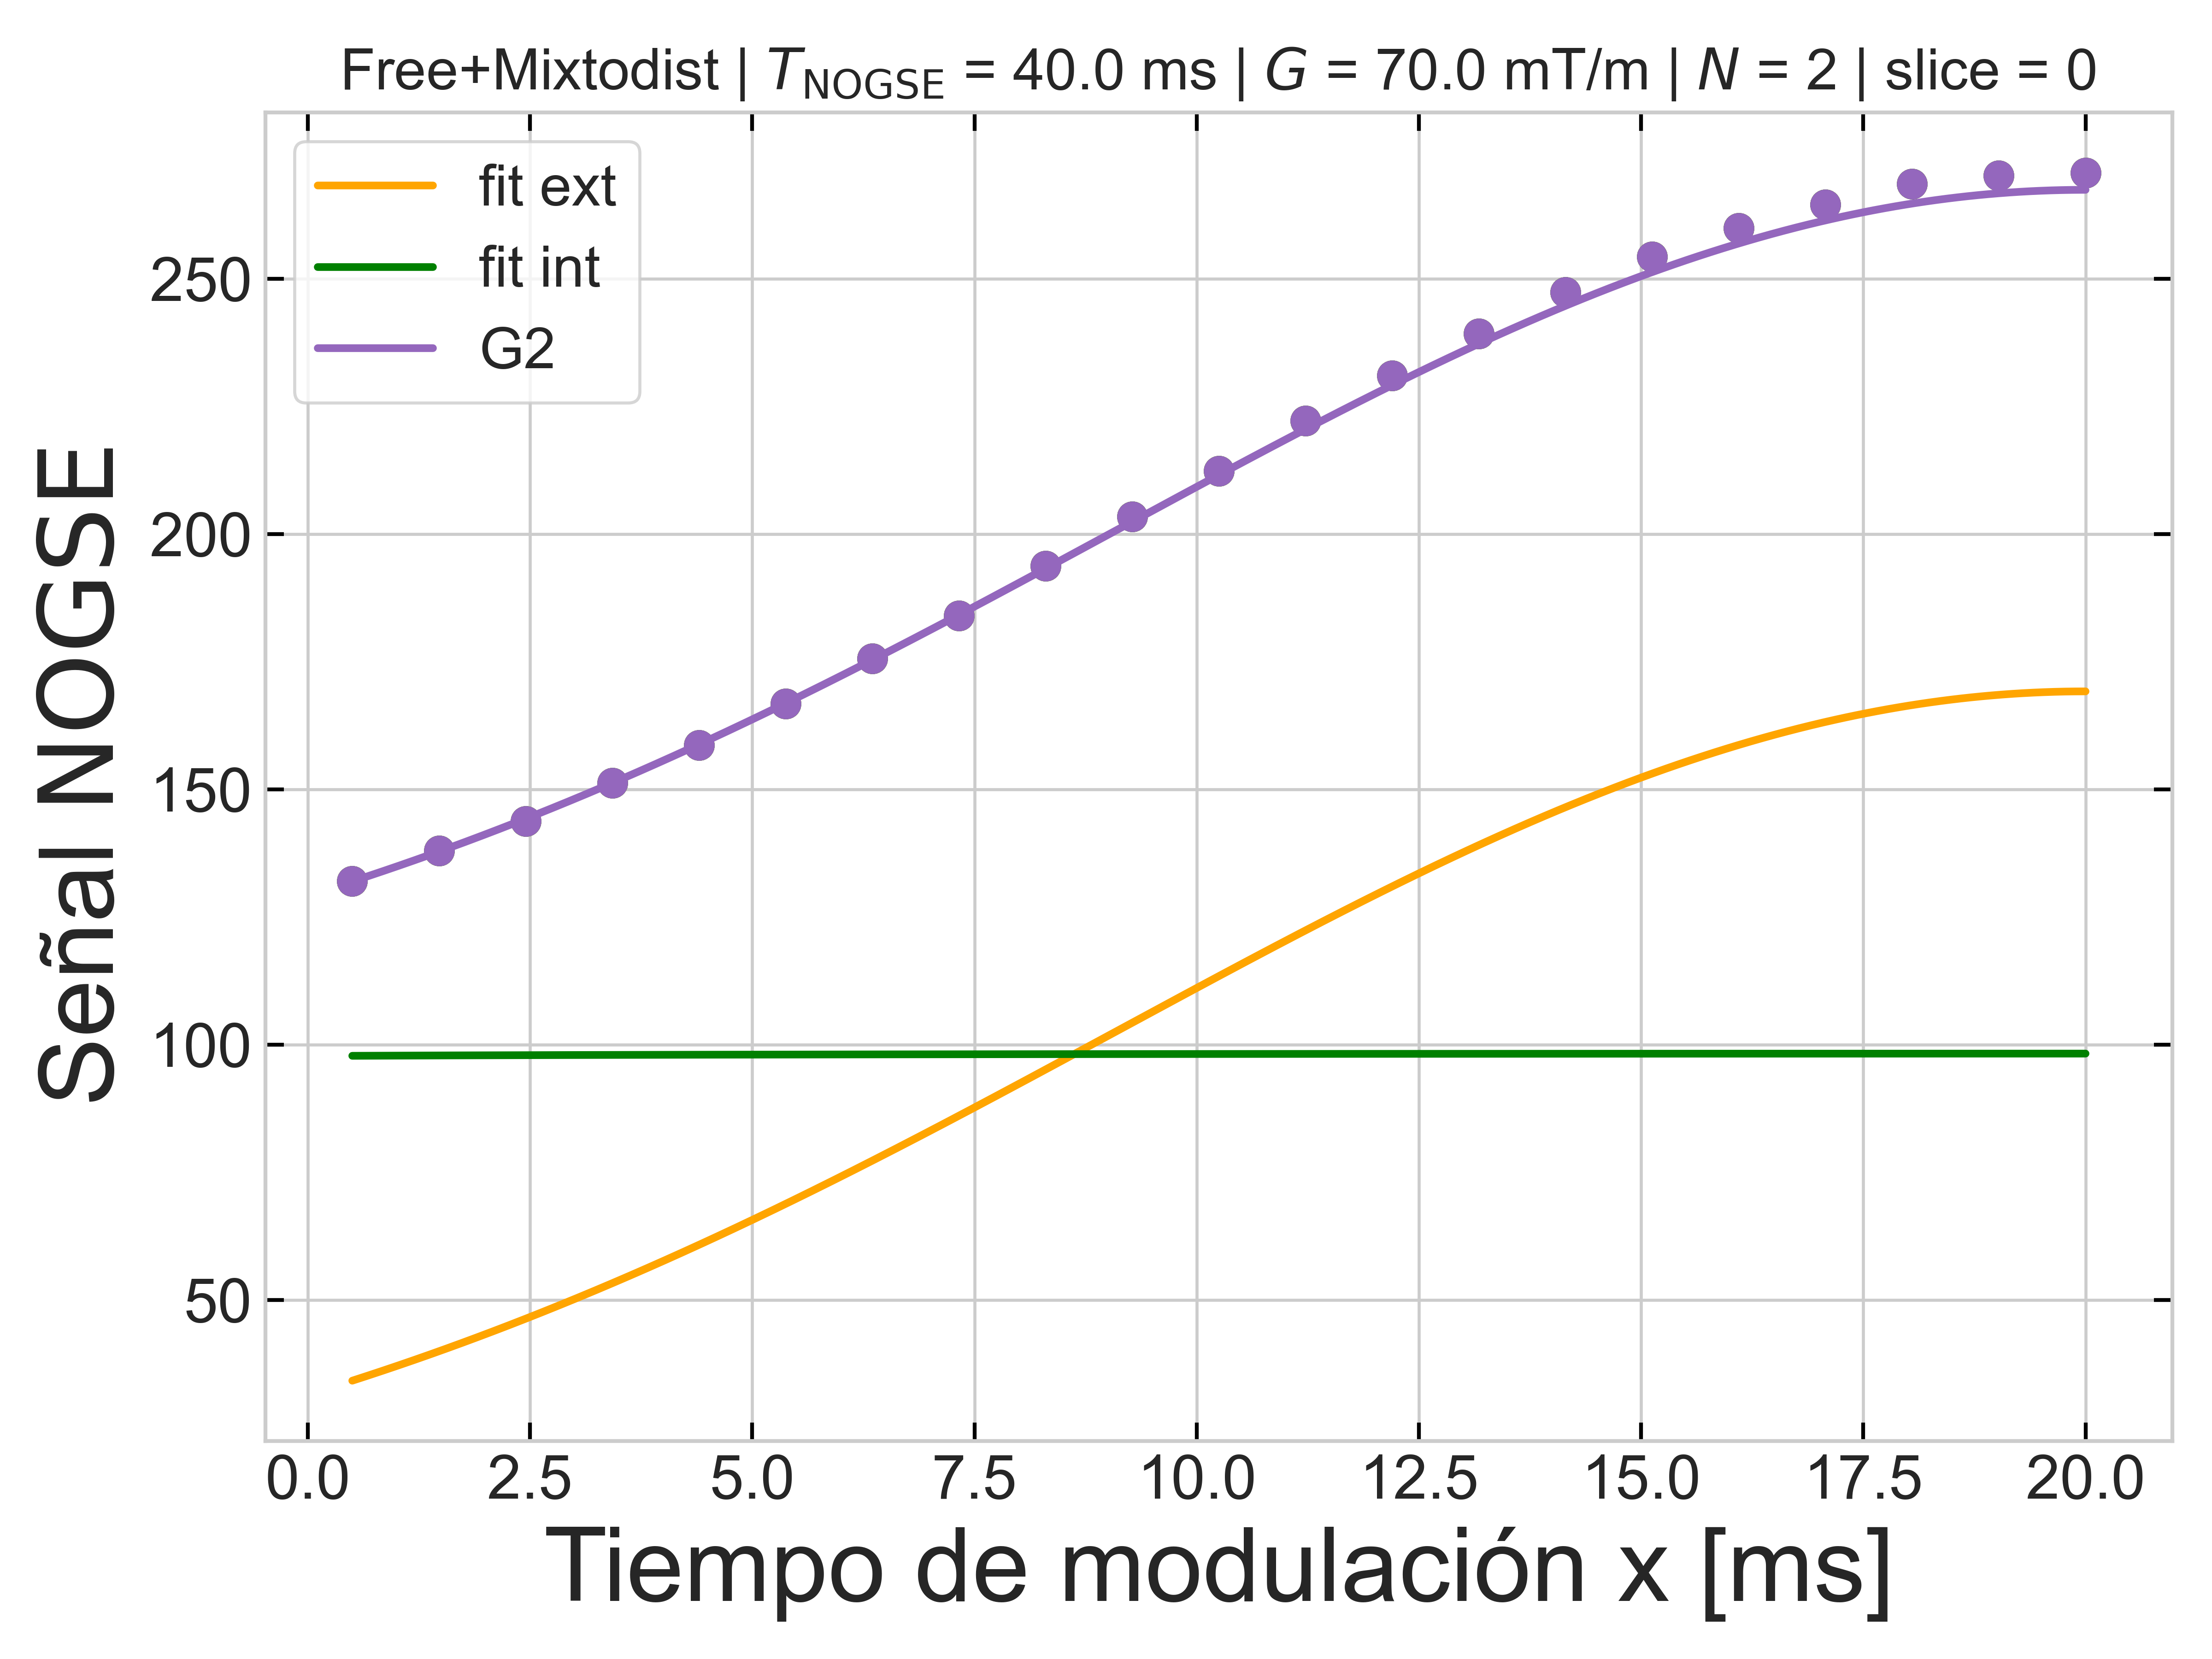 Free+Mixtodist | T_NOGSE = 40.0 ms | G = 70.0 mT/m | N = 2 | slice = 0
fit ext
fit int
G2
Señal NOGSE
250
200
150
100
50
0.0 2.5 5.0 7.5 10.0 12.5 15.0 17.5 20.0
Tiempo de modulación x [ms]